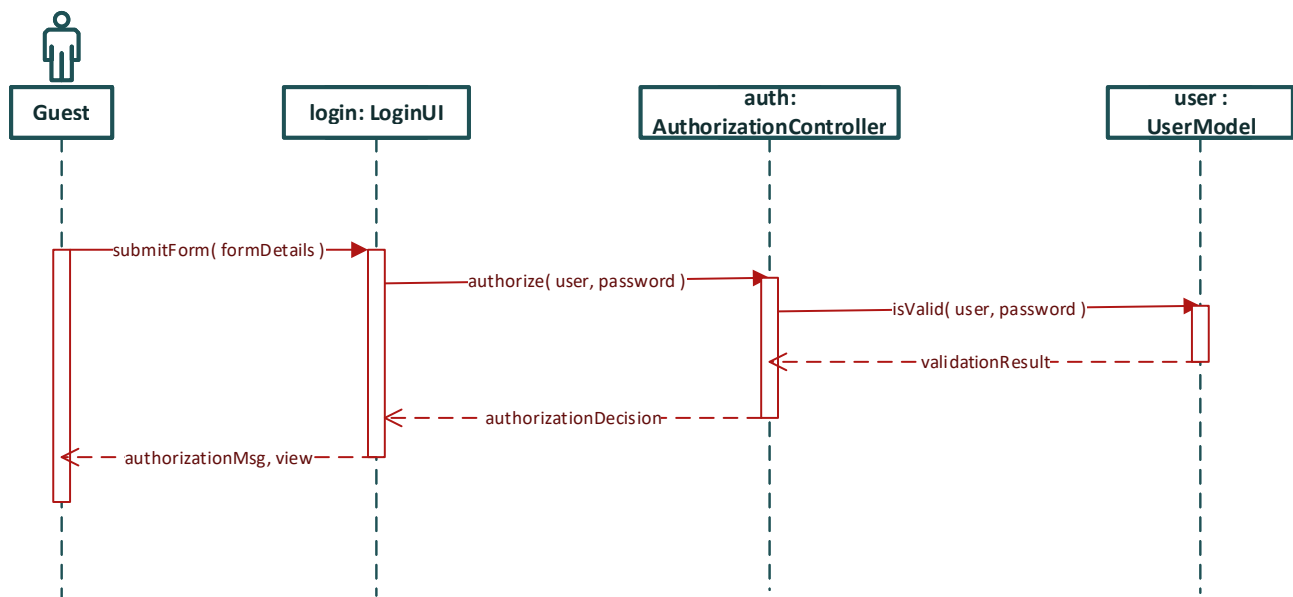 Guest
login: LoginUI
auth:
AuthorizationController
user :
UserModel
submitForm( formDetails )
authorize( user, password )
isValid( user, password )
validationResult
authorizationDecision
authorizationMsg, view